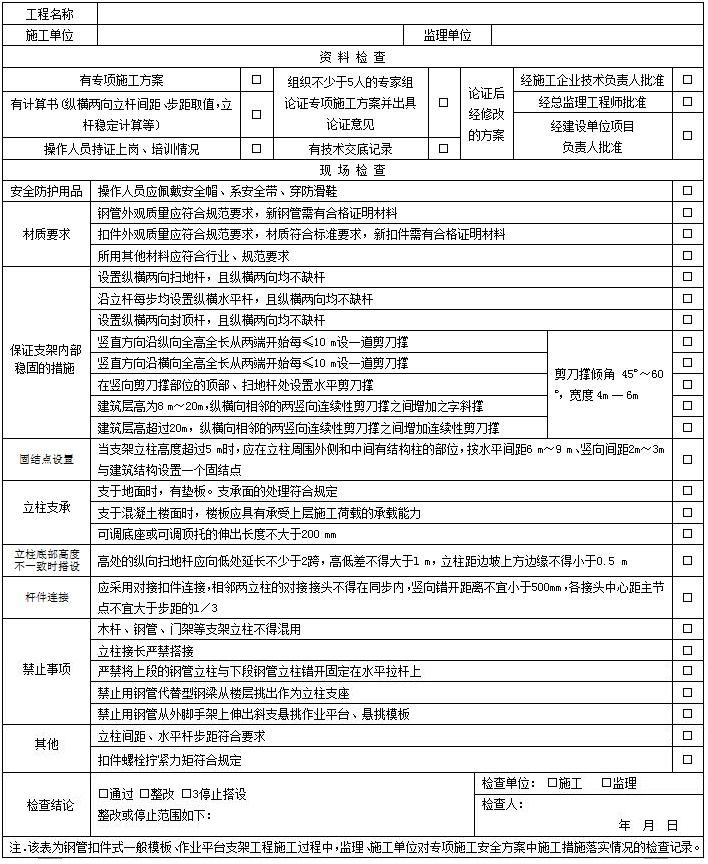 工程名称
施工单位 监理单位
资 料 检 查
有专项施工方案 □
有计算书(纵横两向立杆间距、步距取值,立
杆稳定计算等) □
操作人员持证上岗、培训情况 □
组织不少于5人的专家组
论证专项施工方案并出具
论证意见 □
有技术交底记录 □
论证后
经修改
的方案
经施工企业技术负责人批准 □
经总监理工程师批准 □
经建设单位项目
负责人批准 □
现 场 检 查
安全防护用品 操作人员应佩戴安全帽、系安全带、穿防滑鞋 □
材质要求
钢管外观质量应符合规范要求，新钢管需有合格证明材料 □
扣件外观质量应符合规范要求，材质符合标准要求，新扣件需有合格证明材料 □
所用其他材料应符合行业、规范要求 □
保证支架内部
稳固的措施
设置纵横两向扫地杆，且纵横两向均不缺杆 □
沿立杆每步均设置纵横水平杆，且纵横两向均不缺杆 □
设置纵横两向封顶杆，且纵横两向均不缺杆 □
竖直方向沿纵向全高全长从两端开始每≤10 m设一道剪刀撑 □
竖直方向沿横向全高全长从两端开始每≤10 m设一道剪刀撑 □
在竖向剪刀撑部位的顶部、扫地杆处设置水平剪刀撑 □
建筑层高为8 m～20m,纵横向相邻的两竖向连续性剪刀撑之间增加之字斜撑 □
建筑层高超过20m，纵横向相邻的两竖向连续性剪刀撑之间增加连续性剪刀撑 □
剪刀撑倾角 45°～60
°，宽度4m — 6m
固结点设置
当支架立柱高度超过5 m时，应在立柱周围外侧和中间有结构柱的部位，按水平间距6 m～9 m、竖向间距2m～3m
与建筑结构设置一个固结点 □
立柱支承
支于地面时，有垫板。支承面的处理符合规定 □
支于混凝土楼面时，楼板应具有承受上层施工荷载的承载能力 □
可调底座或可调顶托的伸出长度不大于200 mm □
立柱底部高度
不一致时搭设
高处的纵向扫地杆应向低处延长不少于2跨，高低差不得大于l m，立柱距边坡上方边缘不得小于0.5 m □
杆件连接
应采用对接扣件连接，相邻两立柱的对接接头不得在同步内，竖向错开距离不宜小于500mm，各接头中心距主节
点不宜大于步距的1／3 □
禁止事项
木杆、钢管、门架等支架立柱不得混用 □
立柱接长严禁搭接 □
严禁将上段的钢管立柱与下段钢管立柱错开固定在水平拉杆上 □
禁止用钢管代替型钢梁从楼层挑出作为立柱支座 □
禁止用钢管从外脚手架上伸出斜支悬挑作业平台、悬挑模板 □
其他
立柱间距、水平杆步距符合要求 □
扣件螺栓拧紧力矩符合规定 □
检查结论
□通过 □整改 □3停止搭设
整改或停止范围如下:
检查单位: □施工 □监理
检查人:
年 月 日
注.该表为钢管扣件式一般模板、作业平台支架工程施工过程中,监理、施工单位对专项施工安全方案中施工措施落实情况的检查记录。